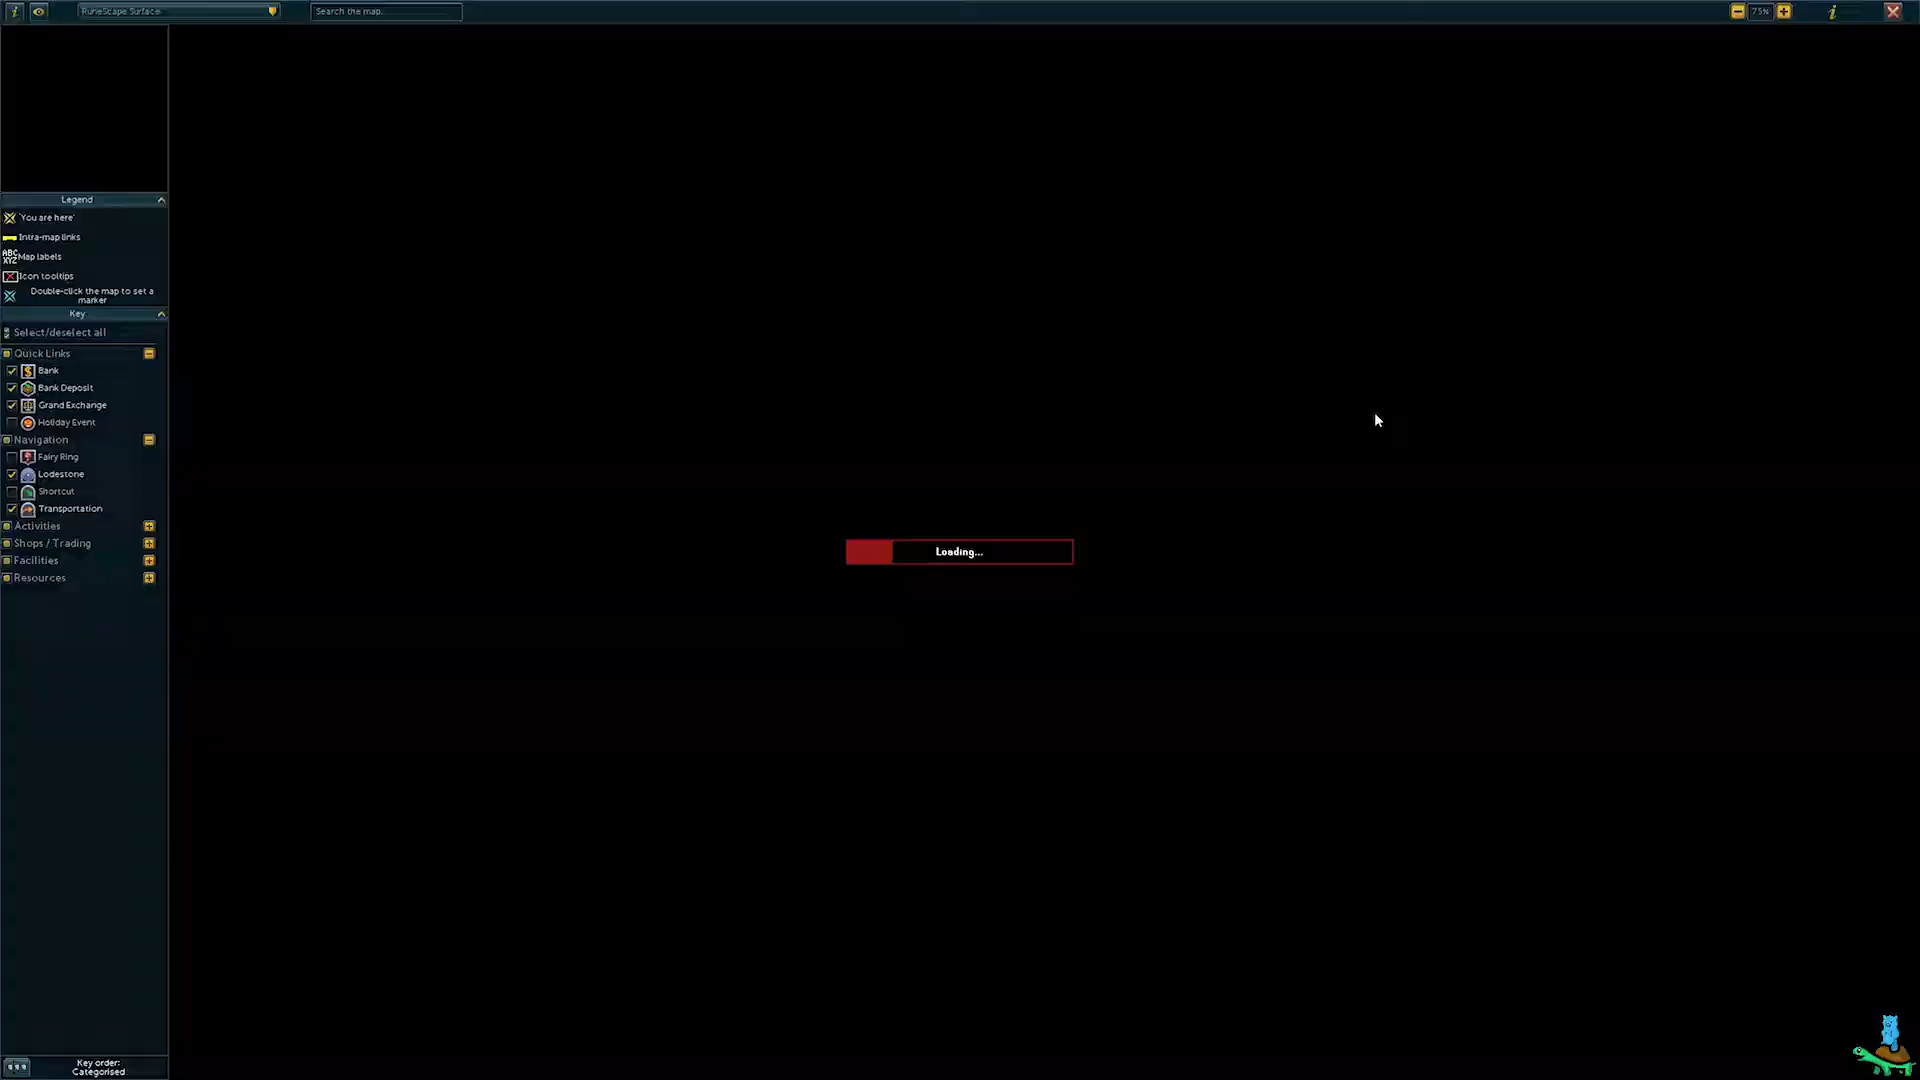 RuneScape Surface
Search the map.
75%
Legend
'You are here'
Intra-map links
ABC
XYZ
Map labels
Icon tooltips
Double-click the map to set a
marker
Key
Select/deselect all
Quick Links
Bank
Bank Deposit
Grand Exchange
Holiday Event
Navigation
Fairy Ring
Lodestone
Shortcut
Transportation
Activities
Shops / Trading
Facilities
Resources
Loading...
Key order:
Categorised